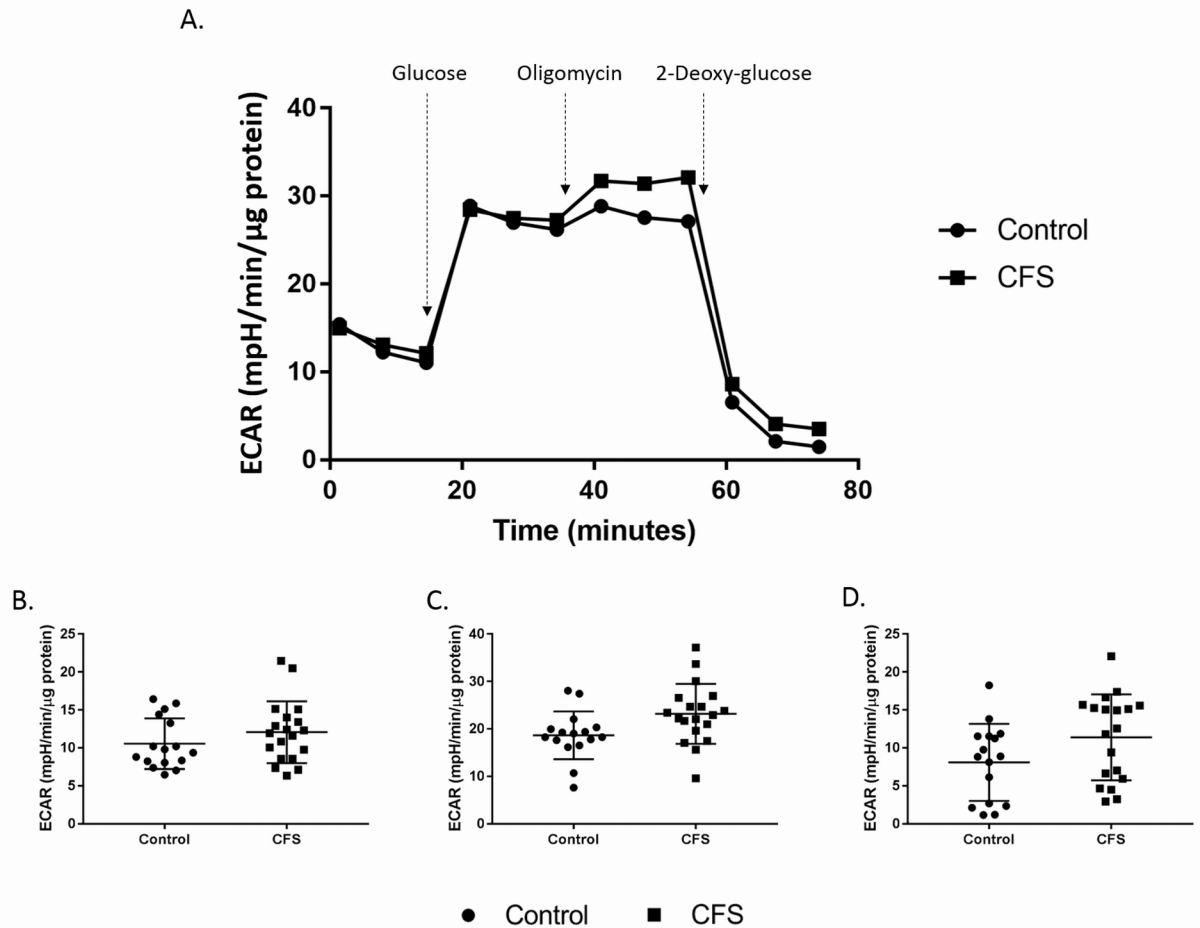 A.
Glucose Oligomycin 2-Deoxy-glucose
ECAR (mpH/min/µg protein)
40
30
20
10
0
0 20 40 60 80
Time (minutes)
Control
CFS
B.
ECAR (mpH/min/µg protein)
25
20
15
10
5
0
Control CFS
C.
ECAR (mpH/min/µg protein)
40
30
20
10
0
Control CFS
D.
ECAR (mpH/min/µg protein)
25
20
15
10
5
0
Control CFS
Control CFS